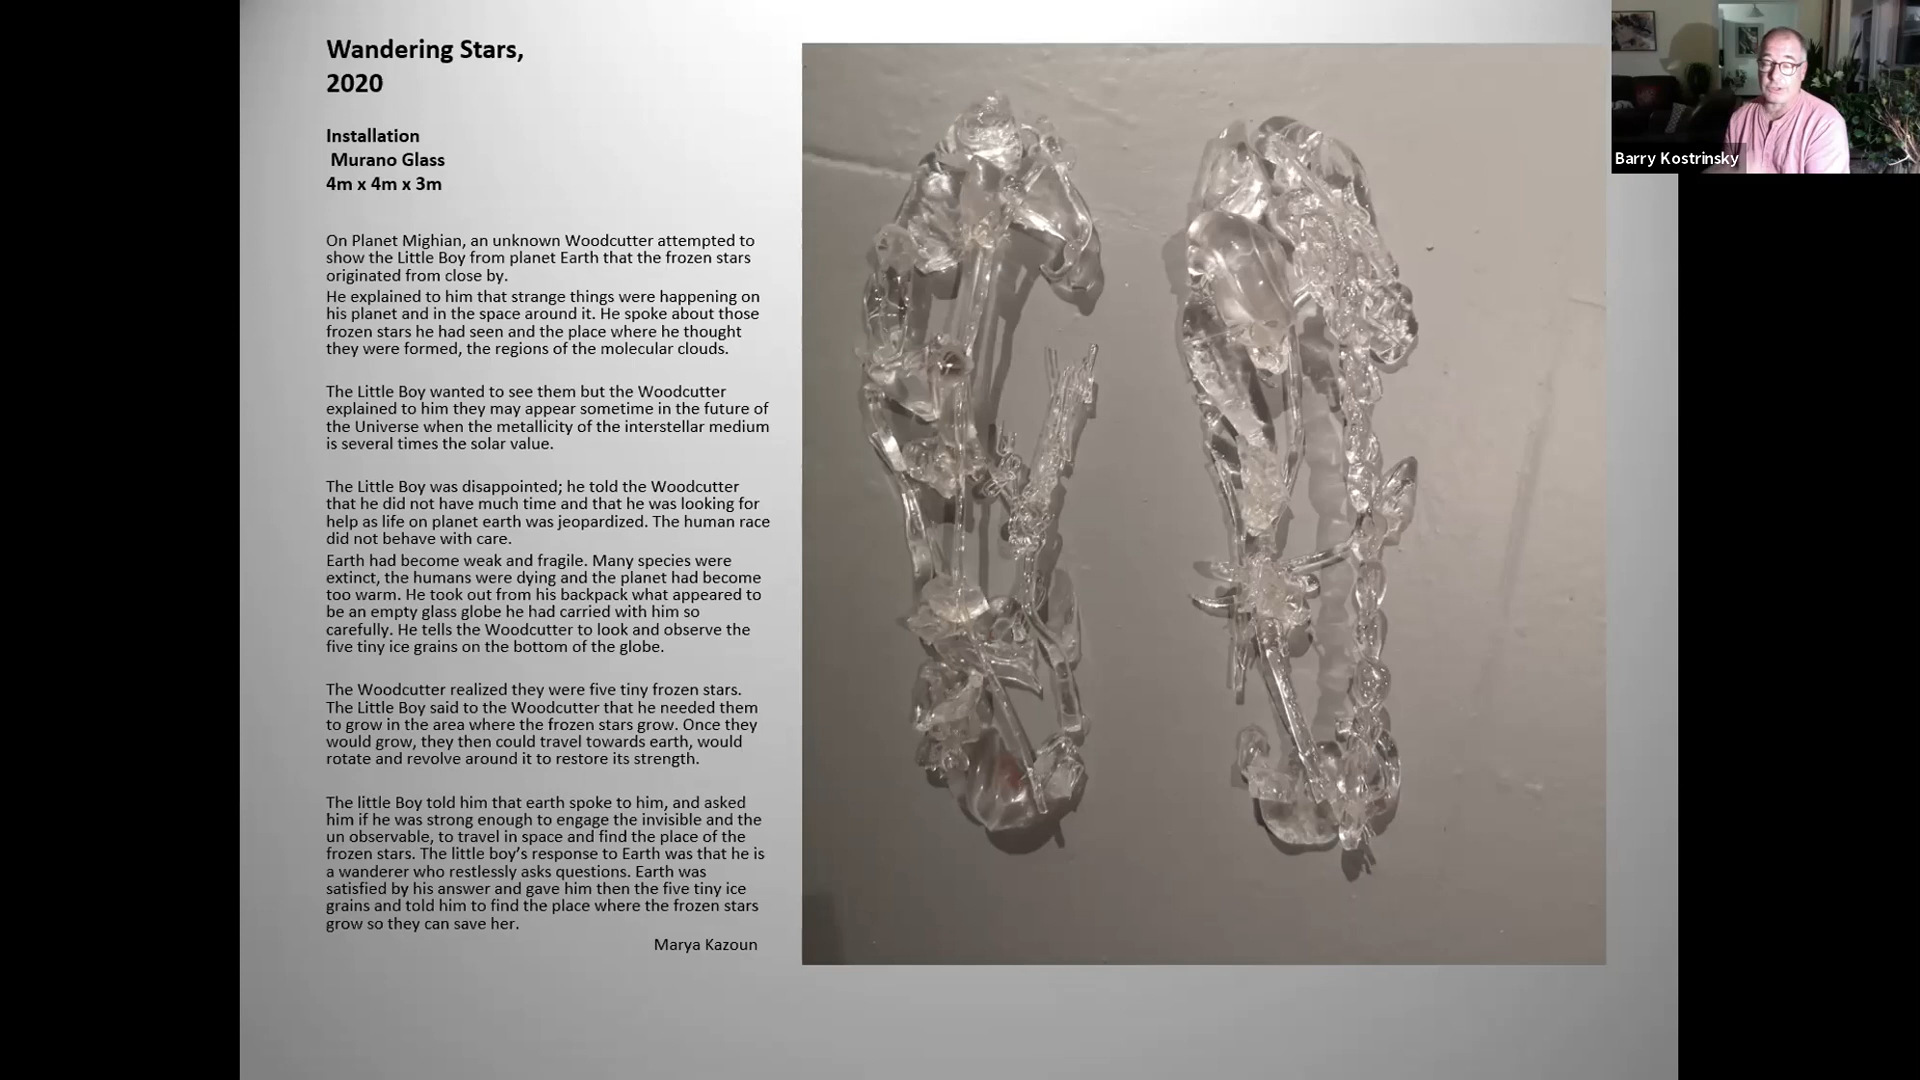 Wandering Stars,
2020
Installation
Murano Glass
4m x 4m x 3m
On Planet Mighian, an unknown Woodcutter attempted to
show the Little Boy from planet Earth that the frozen stars
originated from close by.
He explained to him that strange things were happening on
his planet and in the space around it. He spoke about those
frozen stars he had seen and the place where he thought
they were formed, the regions of the molecular clouds.
The Little Boy wanted to see them but the Woodcutter
explained to him they may appear sometime in the future of
the Universe when the metallicity of the interstellar medium
is several times the solar value.
The Little Boy was disappointed; he told the Woodcutter
that he did not have much time and that he was looking for
help as life on planet earth was jeopardized. The human race
did not behave with care.
Earth had become weak and fragile. Many species were
extinct, the humans were dying and the planet had become
too warm. He took out from his backpack what appeared to
be an empty glass globe he had carried with him so
carefully. He tells the Woodcutter to look and observe the
five tiny ice grains on the bottom of the globe.
The Woodcutter realized they were five tiny frozen stars.
The Little Boy said to the Woodcutter that he needed them
to grow in the area where the frozen stars grow. Once they
would grow, they then could travel towards earth, would
rotate and revolve around it to restore its strength.
The little Boy told him that earth spoke to him, and asked
him if he was strong enough to engage the invisible and the
un observable, to travel in space and find the place of the
frozen stars. The little boy’s response to Earth was that he is
a wanderer who restlessly asks questions. Earth was
satisfied by his answer and gave him then the five tiny ice
grains and told him to find the place where the frozen stars
grow so they can save her.
Marya Kazoun
Barry Kostrinsky